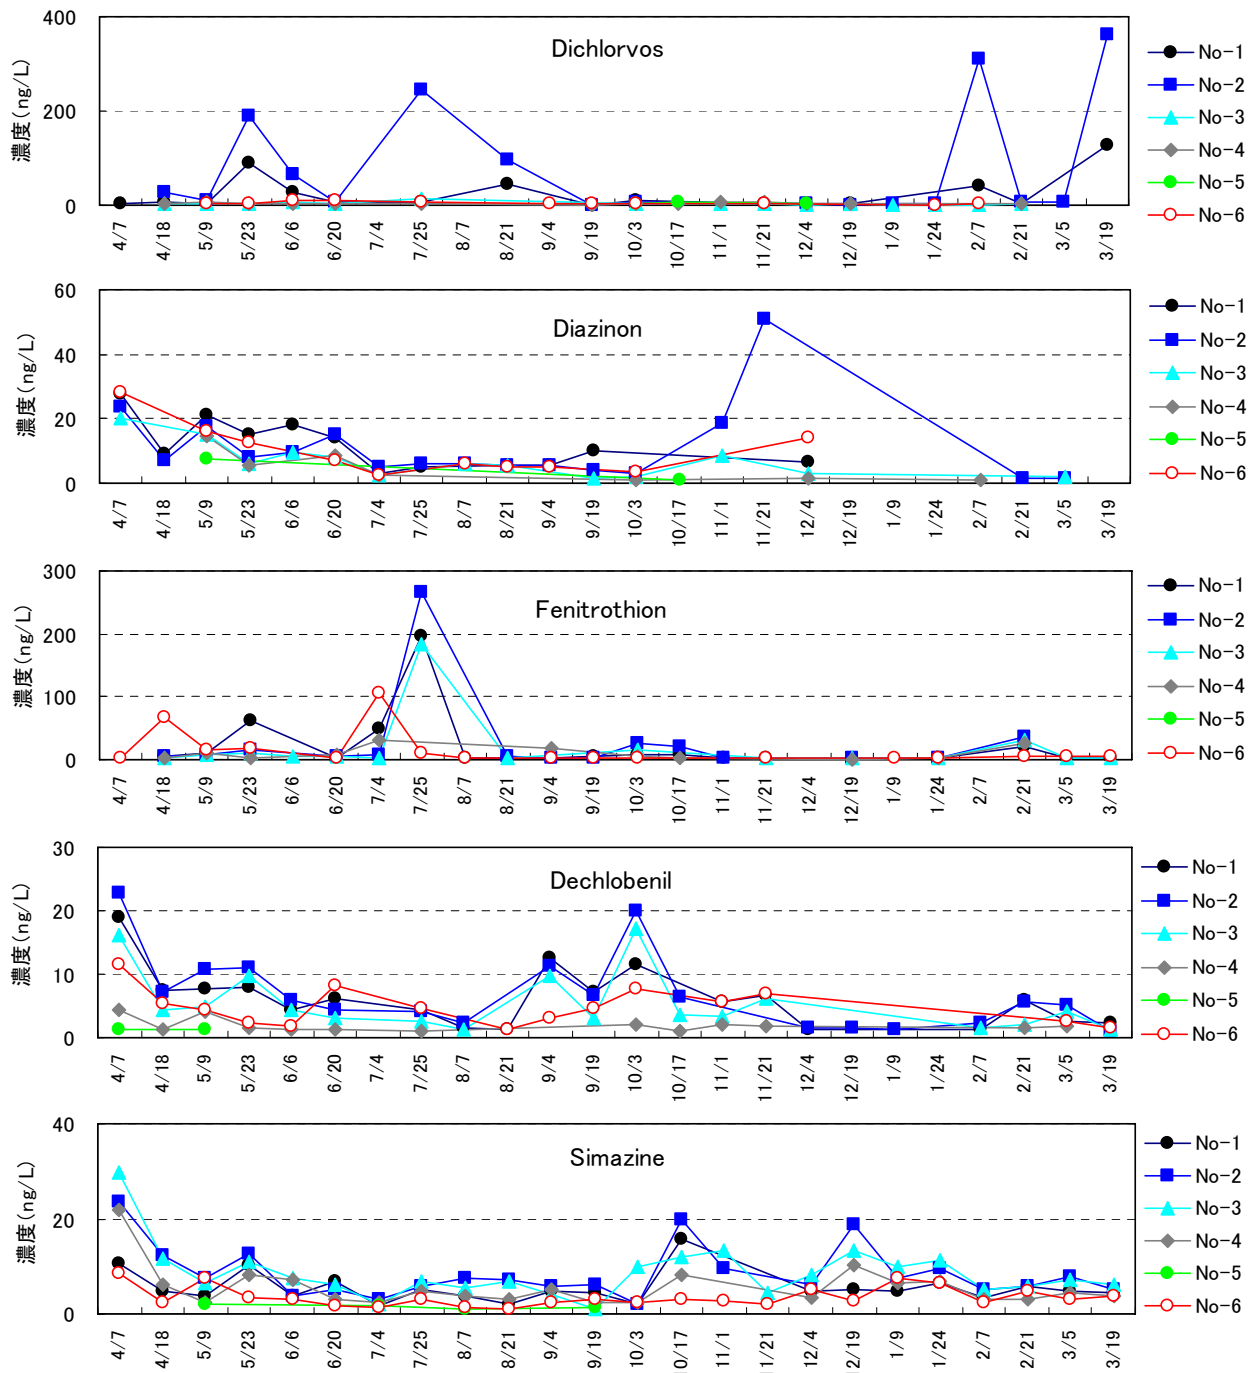 Dichlorvos
濃度(ng/L)
400
200
0
4/7 4/18 5/9 5/23 6/6 6/20 7/4 7/25 8/7 8/21 9/4 9/19 10/3 10/17 11/1 11/21 12/4 12/19 1/9 1/24 2/7 2/21 3/5 3/19
No-1
No-2
No-3
No-4
No-5
No-6
Diazinon
濃度(ng/L)
60
40
20
0
4/7 4/18 5/9 5/23 6/6 6/20 7/4 7/25 8/7 8/21 9/4 9/19 10/3 10/17 11/1 11/21 12/4 12/19 1/9 1/24 2/7 2/21 3/5 3/19
No-1
No-2
No-3
No-4
No-5
No-6
Fenitrothion
濃度(ng/L)
300
200
100
0
4/7 4/18 5/9 5/23 6/6 6/20 7/4 7/25 8/7 8/21 9/4 9/19 10/3 10/17 11/1 11/21 12/4 12/19 1/9 1/24 2/7 2/21 3/5 3/19
No-1
No-2
No-3
No-4
No-5
No-6
Dechlobenil
濃度(ng/L)
30
20
10
0
4/7 4/18 5/9 5/23 6/6 6/20 7/4 7/25 8/7 8/21 9/4 9/19 10/3 10/17 11/1 11/21 12/4 12/19 1/9 1/24 2/7 2/21 3/5 3/19
No-1
No-2
No-3
No-4
No-5
No-6
Simazine
濃度(ng/L)
40
20
0
4/7 4/18 5/9 5/23 6/6 6/20 7/4 7/25 8/7 8/21 9/4 9/19 10/3 10/17 11/1 11/21 12/4 12/19 1/9 1/24 2/7 2/21 3/5 3/19
No-1
No-2
No-3
No-4
No-5
No-6